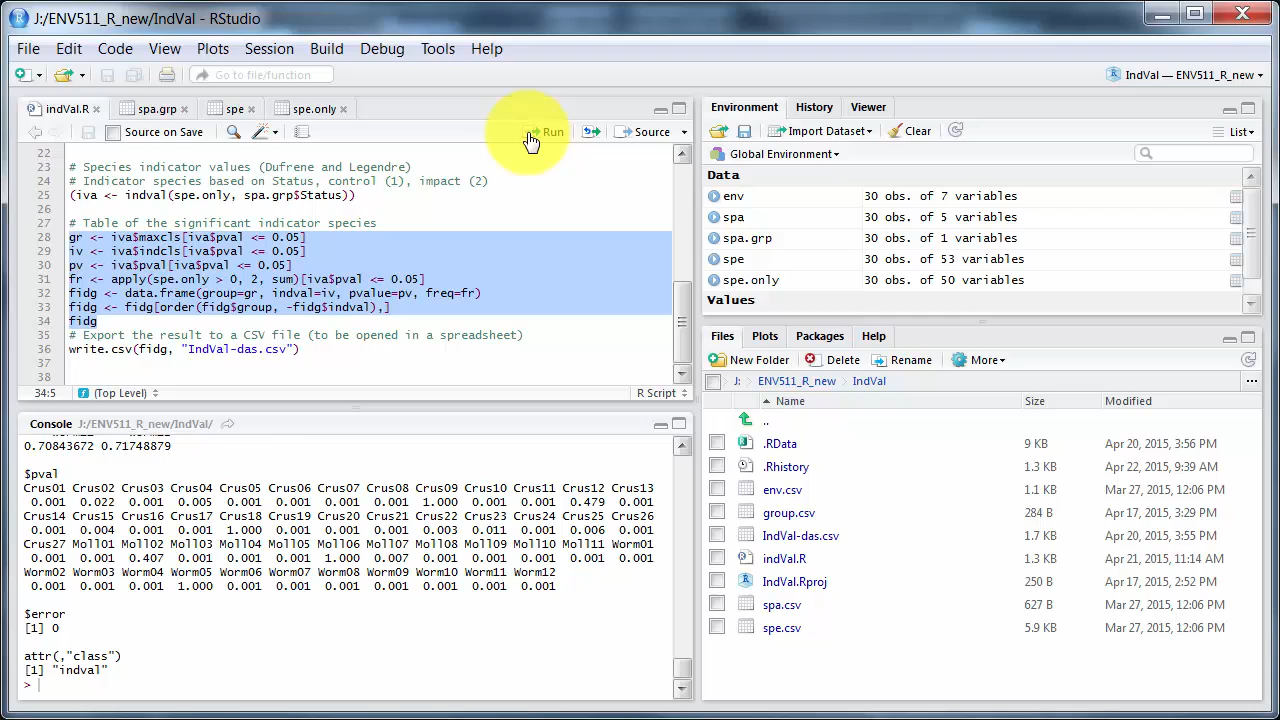 J:/ENV511_R_new/IndVal - RStudio
File Edit Code View Plots Session Build Debug Tools Help
Go to file/function
IndVal — ENV511_R_new
indVal.R spa.grp spe spe.only
Source on Save Run Source
22
23 # Species indicator values (Dufrene and Legendre)
24 # Indicator species based on Status, control (1), impact (2)
25 (iva <- indval(spe.only, spa.grp$Status))
26
27 # Table of the significant indicator species
28 gr <- iva$maxcls[iva$pval <= 0.05]
29 iv <- iva$indcls[iva$pval <= 0.05]
30 pv <- iva$pval[iva$pval <= 0.05]
31 fr <- apply(spe.only > 0, 2, sum)[iva$pval <= 0.05]
32 fidg <- data.frame(group=gr, indval=iv, pvalue=pv, freq=fr)
33 fidg <- fidg[order(fidg$group, -fidg$indval),]
34 fidg
35 # Export the result to a CSV file (to be opened in a spreadsheet)
36 write.csv(fidg, "IndVal-das.csv")
37
38
34:5 (Top Level) R Script
Console J:/ENV511_R_new/IndVal/
0.70843672 0.71748879
$pval
Crus01 Crus02 Crus03 Crus04 Crus05 Crus06 Crus07 Crus08 Crus09 Crus10 Crus11 Crus12 Crus13
0.001 0.022 0.001 0.005 0.001 0.001 0.001 0.001 1.000 0.001 0.001 0.479 0.001
Crus14 Crus15 Crus16 Crus17 Crus18 Crus19 Crus20 Crus21 Crus22 Crus23 Crus24 Crus25 Crus26
0.001 0.004 0.001 0.001 1.000 0.001 0.001 0.001 0.003 0.011 0.001 0.006 0.001
Crus27 Moll01 Moll02 Moll03 Moll04 Moll05 Moll06 Moll07 Moll08 Moll09 Moll10 Moll11 Worm01
0.001 0.001 0.407 0.001 0.001 0.001 1.000 0.007 0.001 0.001 0.001 0.001 0.001
Worm02 Worm03 Worm04 Worm05 Worm06 Worm07 Worm08 Worm09 Worm10 Worm11 Worm12
0.001 0.001 0.001 1.000 0.001 0.001 0.001 0.001 0.001 0.001 0.001
$error
[1] 0
attr(,"class")
[1] "indval"
>
Environment History Viewer
Import Dataset Clear List
Global Environment
Data
env 30 obs. of 7 variables
spa 30 obs. of 5 variables
spa.grp 30 obs. of 1 variables
spe 30 obs. of 53 variables
spe.only 30 obs. of 50 variables
Values
Files Plots Packages Help
New Folder Delete Rename More
J: ENV511_R_new IndVal ...
Name Size Modified
..
.RData 9 KB Apr 20, 2015, 3:56 PM
.Rhistory 1.3 KB Apr 22, 2015, 9:39 AM
env.csv 1.1 KB Mar 27, 2015, 12:06 PM
group.csv 284 B Apr 17, 2015, 3:29 PM
IndVal-das.csv 1.7 KB Apr 20, 2015, 3:55 PM
indVal.R 1.3 KB Apr 21, 2015, 11:14 AM
IndVal.Rproj 250 B Apr 17, 2015, 2:52 PM
spa.csv 627 B Mar 27, 2015, 12:06 PM
spe.csv 5.9 KB Mar 27, 2015, 12:06 PM